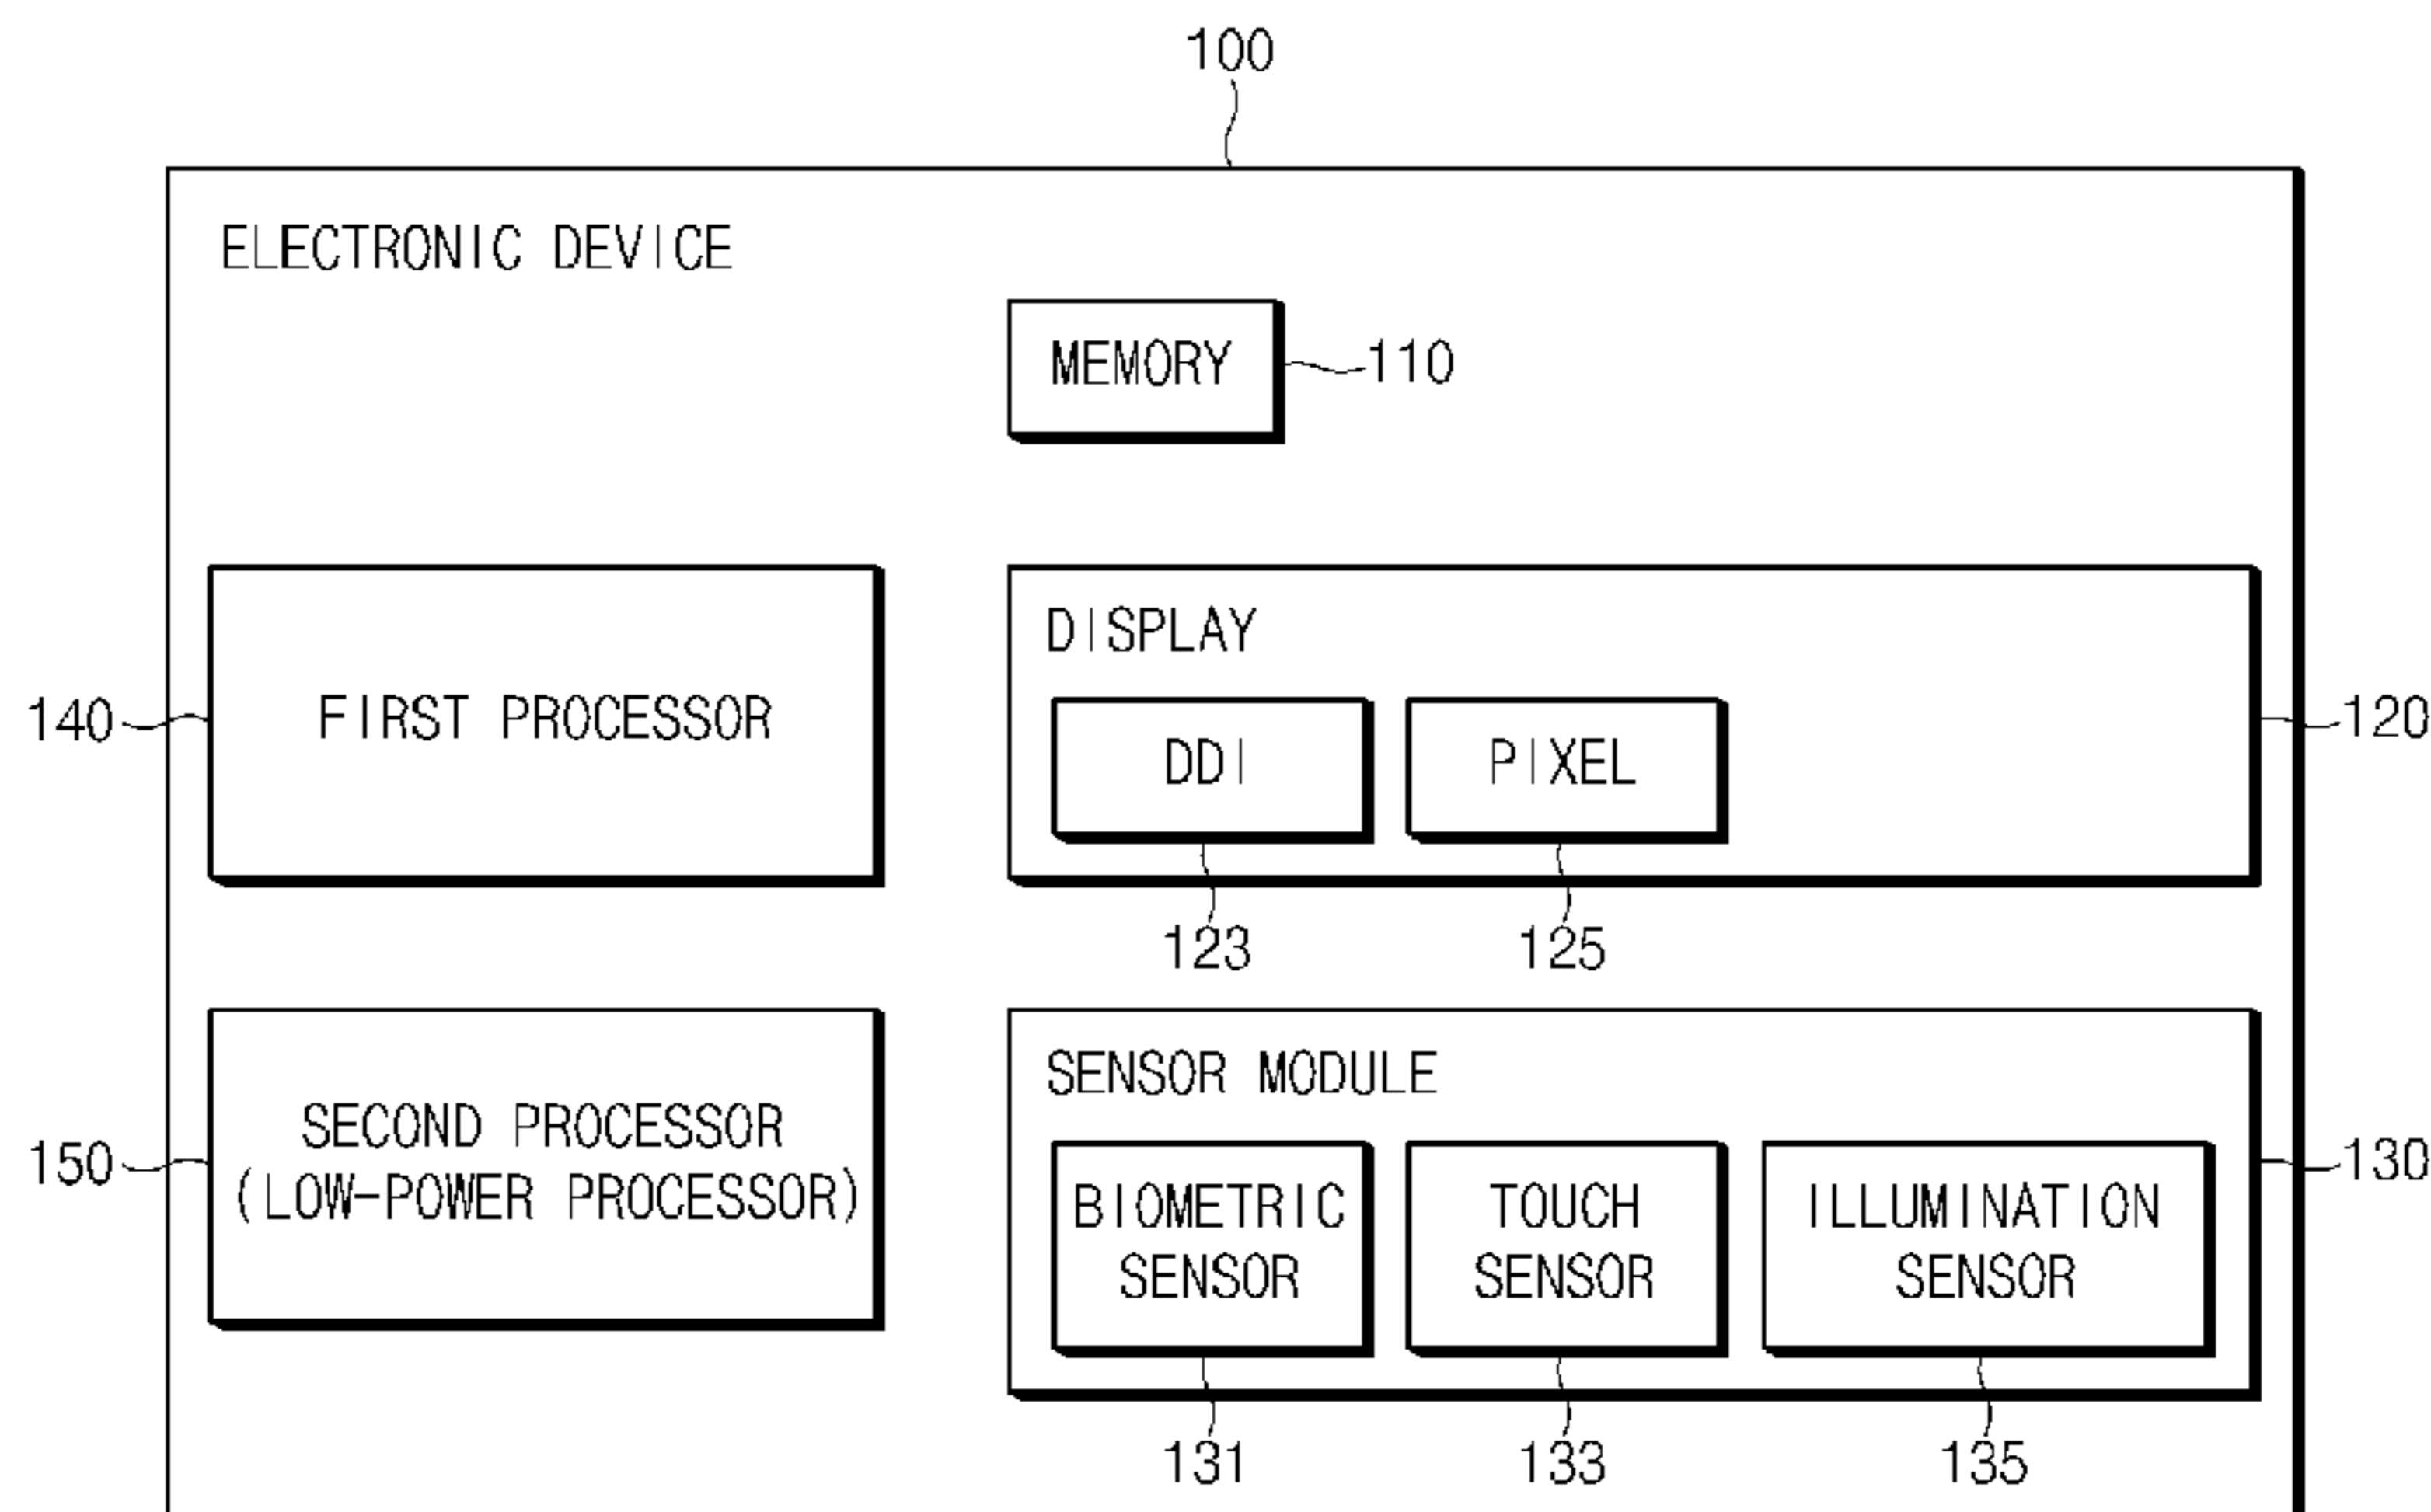 100
ELECTRONIC DEVICE
MEMORY
110
140
FIRST PROCESSOR
DISPLAY
DDI
PIXEL
120
123
125
150
SECOND PROCESSOR
(LOW-POWER PROCESSOR)
SENSOR MODULE
BIOMETRIC
SENSOR
TOUCH
SENSOR
ILLUMINATION
SENSOR
130
131
133
135